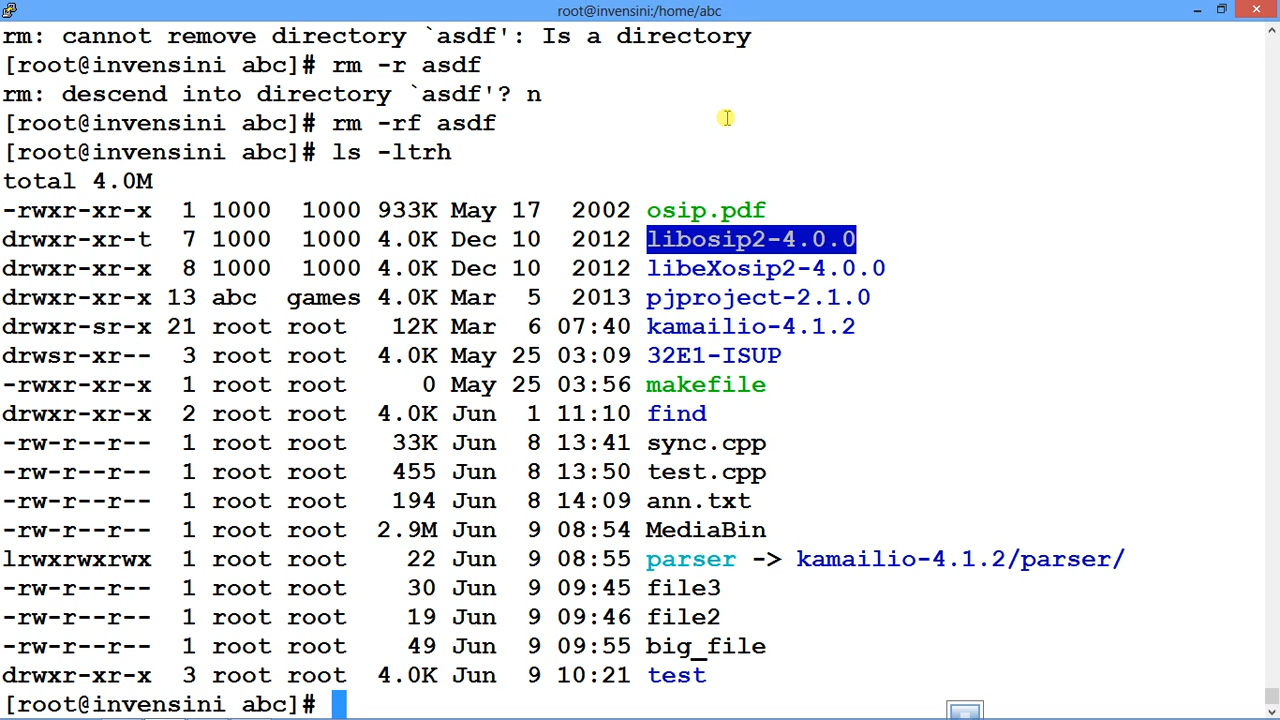 root@invensini:/home/abc
rm: cannot remove directory `asdf': Is a directory
[root@invensini abc]# rm -r asdf
rm: descend into directory `asdf'? n
[root@invensini abc]# rm -rf asdf
[root@invensini abc]# ls -ltrh
total 4.0M
-rwxr-xr-x  1 1000  1000 933K May 17  2002 osip.pdf
drwxr-xr-t  7 1000  1000 4.0K Dec 10  2012 libosip2-4.0.0
drwxr-xr-x  8 1000  1000 4.0K Dec 10  2012 libeXosip2-4.0.0
drwxr-xr-x 13 abc  games 4.0K Mar  5  2013 pjproject-2.1.0
drwxr-sr-x 21 root root   12K Mar  6 07:40 kamailio-4.1.2
drwsr-xr--  3 root root  4.0K May 25 03:09 32E1-ISUP
-rwxr-xr-x  1 root root     0 May 25 03:56 makefile
drwxr-xr-x  2 root root  4.0K Jun  1 11:10 find
-rw-r--r--  1 root root   33K Jun  8 13:41 sync.cpp
-rw-r--r--  1 root root   455 Jun  8 13:50 test.cpp
-rw-r--r--  1 root root   194 Jun  8 14:09 ann.txt
-rw-r--r--  1 root root  2.9M Jun  9 08:54 MediaBin
lrwxrwxrwx  1 root root    22 Jun  9 08:55 parser -> kamailio-4.1.2/parser/
-rw-r--r--  1 root root    30 Jun  9 09:45 file3
-rw-r--r--  1 root root    19 Jun  9 09:46 file2
-rw-r--r--  1 root root    49 Jun  9 09:55 big_file
drwxr-xr-x  3 root root  4.0K Jun  9 10:21 test
[root@invensini abc]#